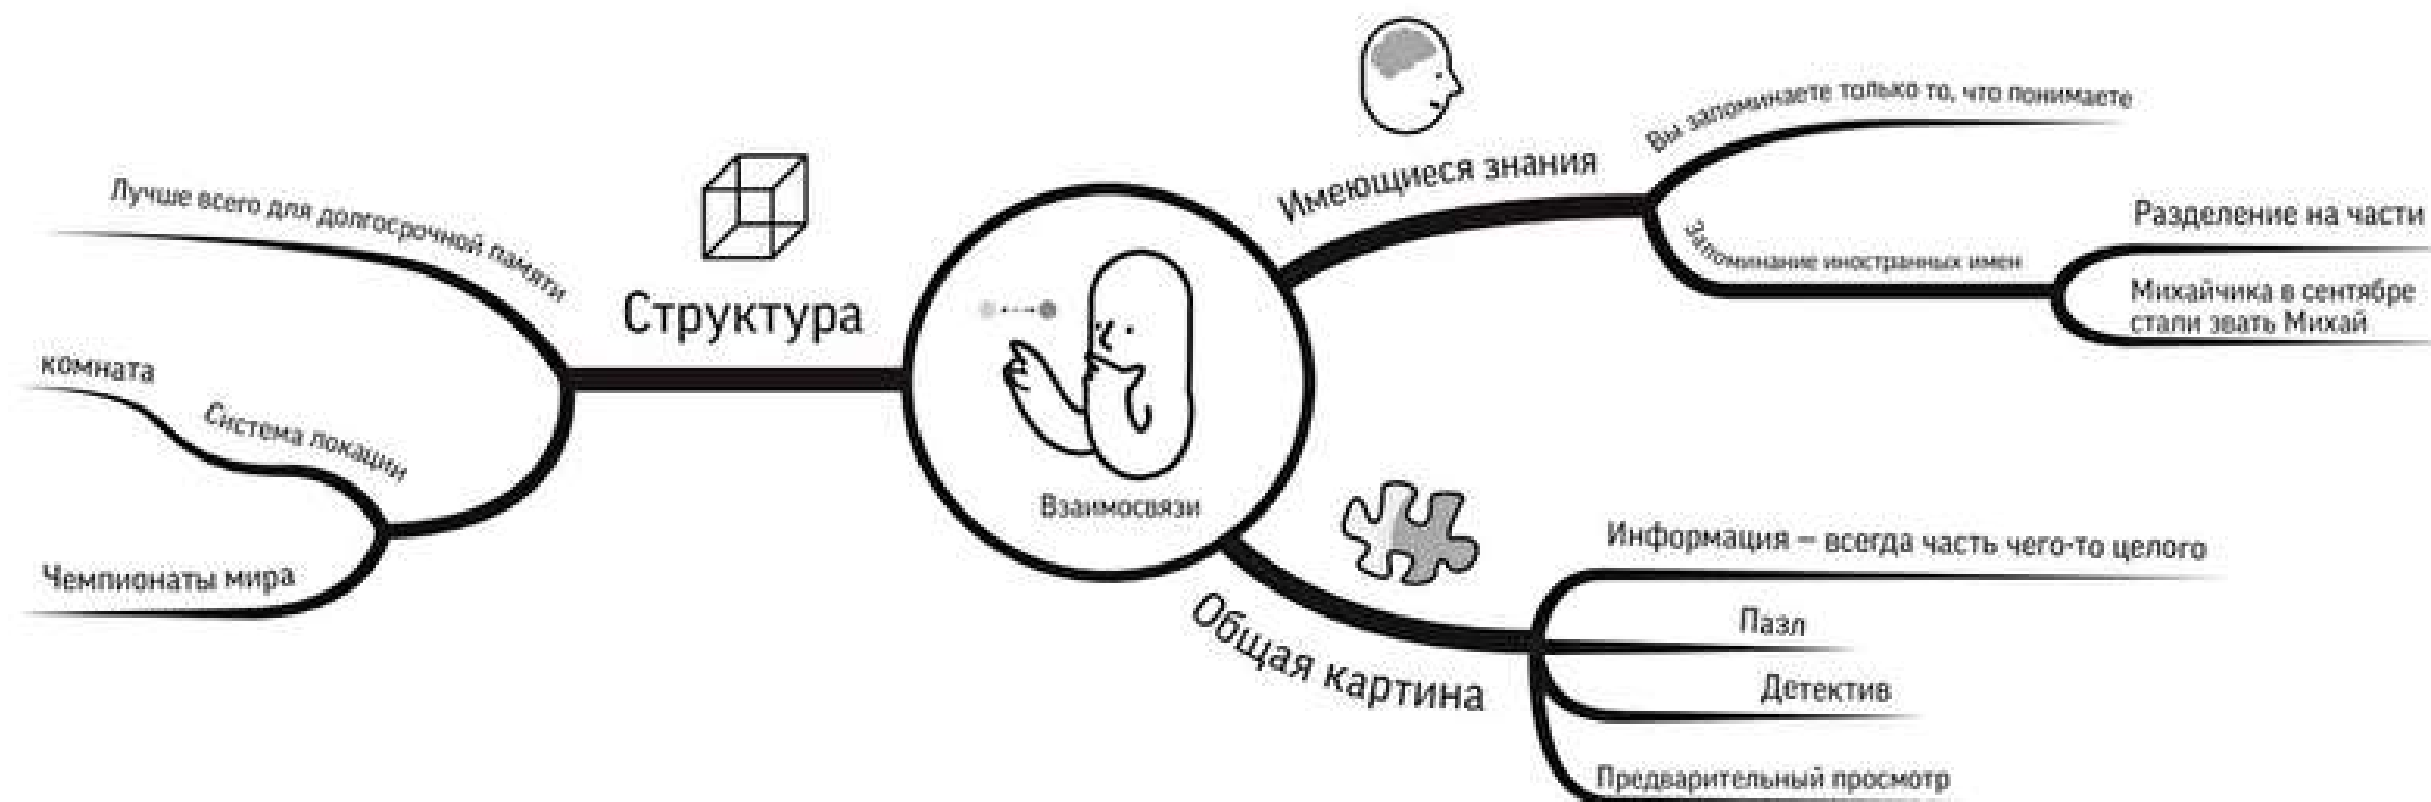 Вы запоминаете только то, что понимаете
Имеющиеся знания
Разделение на части
Запоминание иностранных имен
Михайчика в сентябре
стали звать Михай
Лучше всего для долгосрочной памяти
Структура
комната
Система локации
Чемпионаты мира
Взаимосвязи
Общая картина
Информация – всегда часть чего-то целого
Пазл
Детектив
Предварительный просмотр